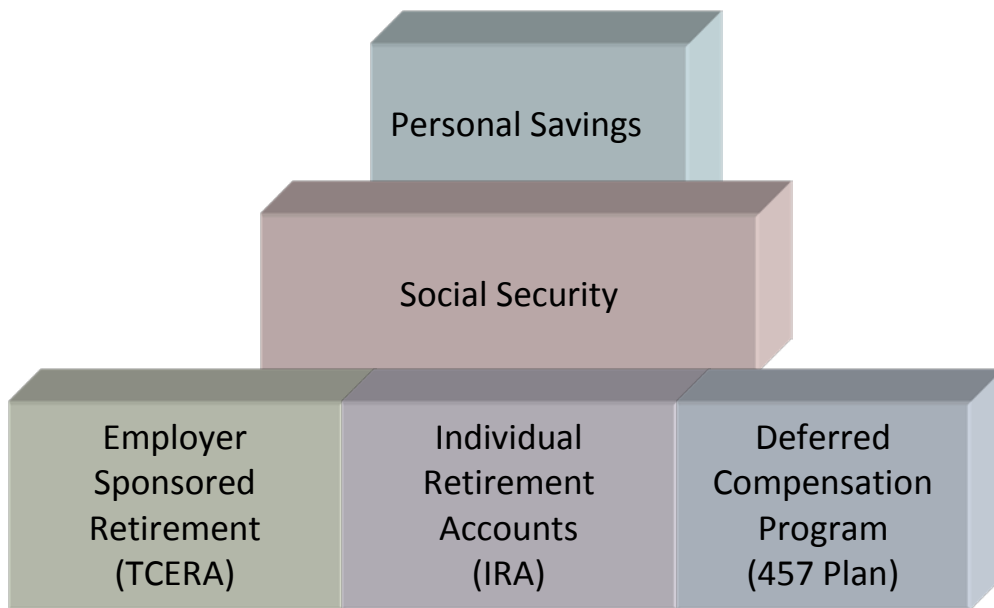 Personal Savings
Social Security
Employer
Sponsored
Retirement
(TCERA)
Individual
Retirement
Accounts
(IRA)
Deferred
Compensation
Program
(457 Plan)